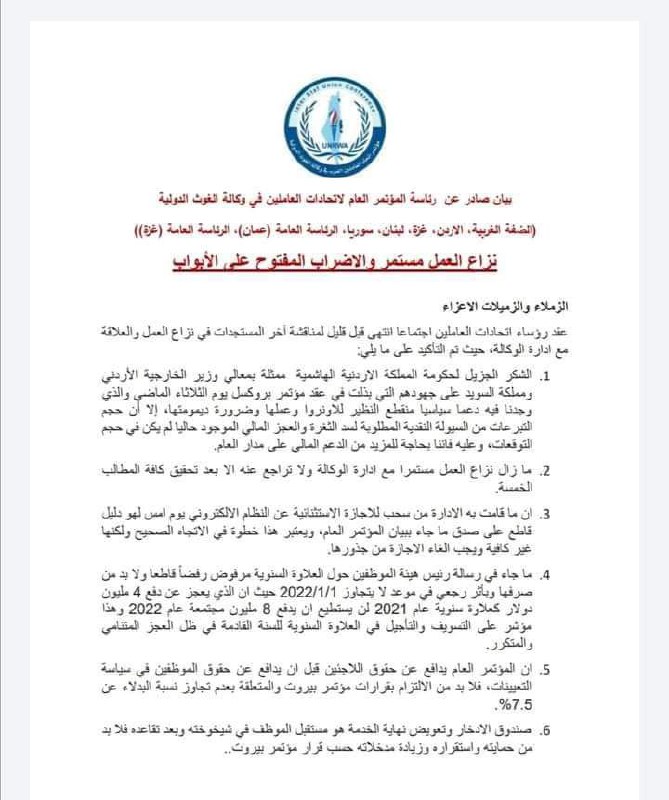 Inter Staf Union Conference
UNRWA
بيان صادر عن رئاسة المؤتمر العام لاتحادات العاملين في وكالة الغوث الدولية
(الضفة الغربية، الاردن، غزة، لبنان، سوريا، الرئاسة العامة (عمان)، الرئاسة العامة (غزة))
نزاع العمل مستمر والاضراب المفتوح على الأبواب
الزملاء والزميلات الاعزاء
عقد رؤساء اتحادات العاملين اجتماعا انتهى قبل قليل لمناقشة آخر المستجدات في نزاع العمل والعلاقة
مع ادارة الوكالة، حيث تم التأكيد على ما يلي:
1. الشكر الجزيل لحكومة المملكة الاردنية الهاشمية ممثلة بمعالي وزير الخارجية الأردني
ومملكة السويد على جهودهم التي بذلت في عقد مؤتمر بروكسل يوم الثلاثاء الماضي والذي
وجدنا فيه دعما سياسيا منقطع النظير للاونروا وعملها وضرورة ديمومتها، إلا أن حجم
التبرعات من السيولة النقدية المطلوبة لسد الثغرة والعجز المالي الموجود حاليا لم يكن في حجم
التوقعات، وعليه فاننا بحاجة للمزيد من الدعم المالي على مدار العام.
2. ما زال نزاع العمل مستمرا مع ادارة الوكالة ولا تراجع عنه الا بعد تحقيق كافة المطالب
الخمسة.
3. ان ما قامت به الادارة من سحب للاجازة الاستثنائية عن النظام الالكتروني يوم امس لهو دليل
قاطع على صدق ما جاء ببيان المؤتمر العام، ويعتبر هذا خطوة في الاتجاه الصحيح ولكنها
غير كافية ويجب الغاء الاجازة من جذورها.
4. ما جاء في رسالة رئيس هيئة الموظفين حول العلاوة السنوية مرفوض رفضاً قاطعا ولا بد من
صرفها وبأثر رجعي في موعد لا يتجاوز 2022/1/1 حيث ان الذي يعجز عن دفع 4 مليون
دولار كعلاوة سنوية عام 2021 لن يستطيع ان يدفع 8 مليون مجتمعة عام 2022 وهذا
مؤشر على التسويف والتأجيل في العلاوة السنوية للسنة القادمة في ظل العجز المتنامي
والمتكرر.
5. ان المؤتمر العام يدافع عن حقوق اللاجئين قبل ان يدافع عن حقوق الموظفين في سياسة
التعيينات، فلا بد من الالتزام بقرارات مؤتمر بيروت والمتعلقة بعدم تجاوز نسبة البدلاء عن
7.5%.
6. صندوق الادخار وتعويض نهاية الخدمة هو مستقبل الموظف في شيخوخته وبعد تقاعده فلا بد
من حمايته واستقراره وزيادة مدخلاته حسب قرار مؤتمر بيروت..